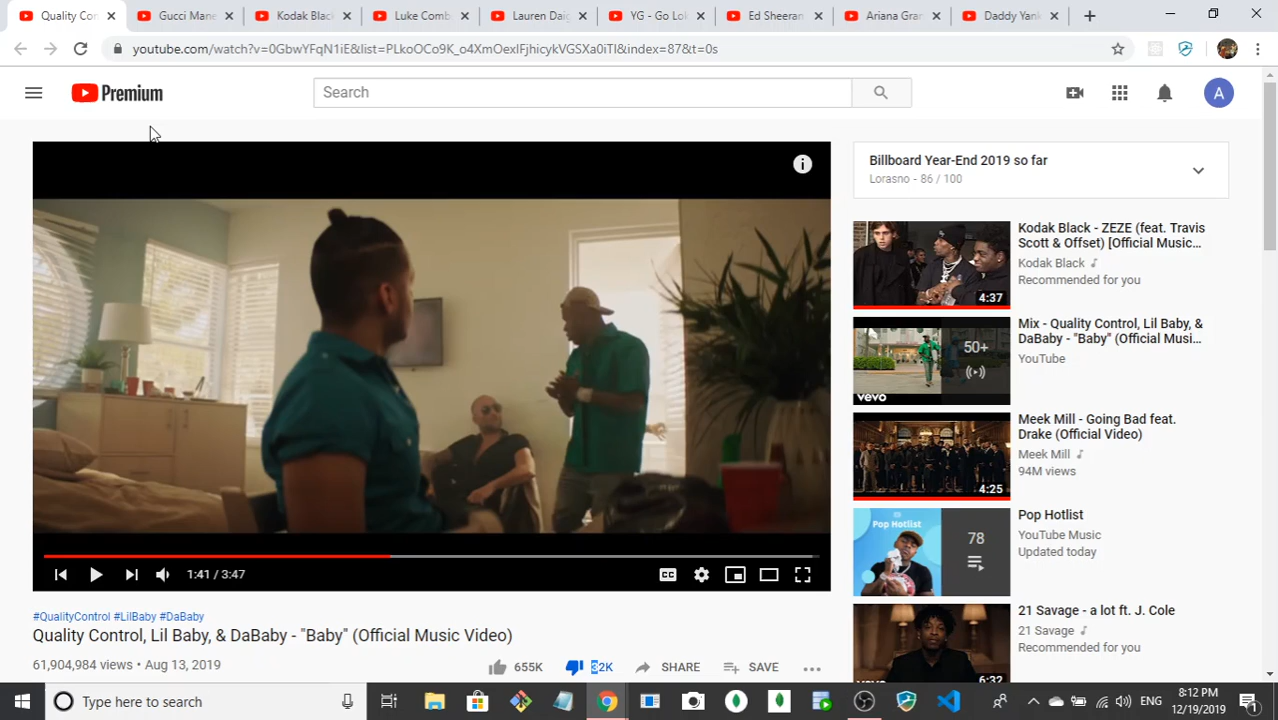 Quality Con
Gucci Mane
Kodak Blac
Luke Comb
Lauren Daig
YG - Go Lok
Ed Sheeran
Ariana Gran
Daddy Yank
youtube.com/watch?v=0GbwYFqN1iE&list=PLkoOCo9K_o4XmOexIFjhicykVGSXa0iTI&index=87&t=0s
Premium
Search
A
i
Billboard Year-End 2019 so far
Lorasno - 86 / 100
Kodak Black - ZEZE (feat. Travis
Scott & Offset) [Official Music...
Kodak Black
Recommended for you
4:37
Mix - Quality Control, Lil Baby, &
DaBaby - "Baby" (Official Musi...
YouTube
50+
vevo
Meek Mill - Going Bad feat.
Drake (Official Video)
Meek Mill
94M views
4:25
Pop Hotlist
YouTube Music
Updated today
Pop Hotlist
78
21 Savage - a lot ft. J. Cole
21 Savage
Recommended for you
6:32
1:41 / 3:47
CC
#QualityControl #LilBaby #DaBaby
Quality Control, Lil Baby, & DaBaby - "Baby" (Official Music Video)
61,904,984 views • Aug 13, 2019
655K
32K
SHARE
SAVE
Type here to search
ENG
8:12 PM
12/19/2019
1